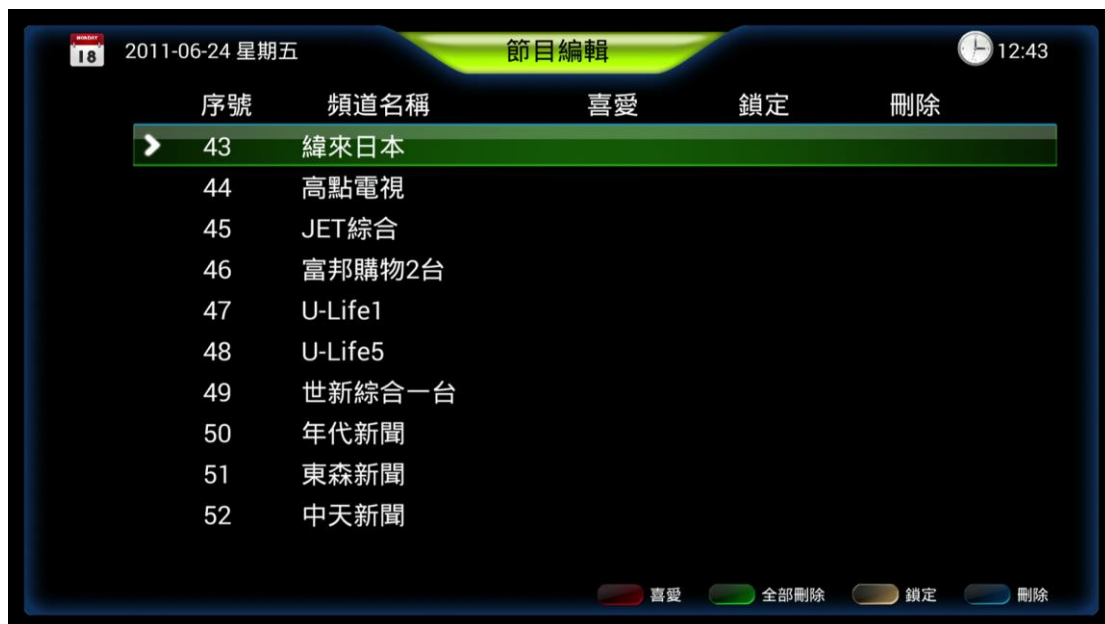 MONDAY
18
2011-06-24 星期五
節目編輯
12:43
序號 頻道名稱 喜愛 鎖定 刪除
43 緯來日本
44 高點電視
45 JET綜合
46 富邦購物2台
47 U-Life1
48 U-Life5
49 世新綜合一台
50 年代新聞
51 東森新聞
52 中天新聞
喜愛 全部刪除 鎖定 刪除